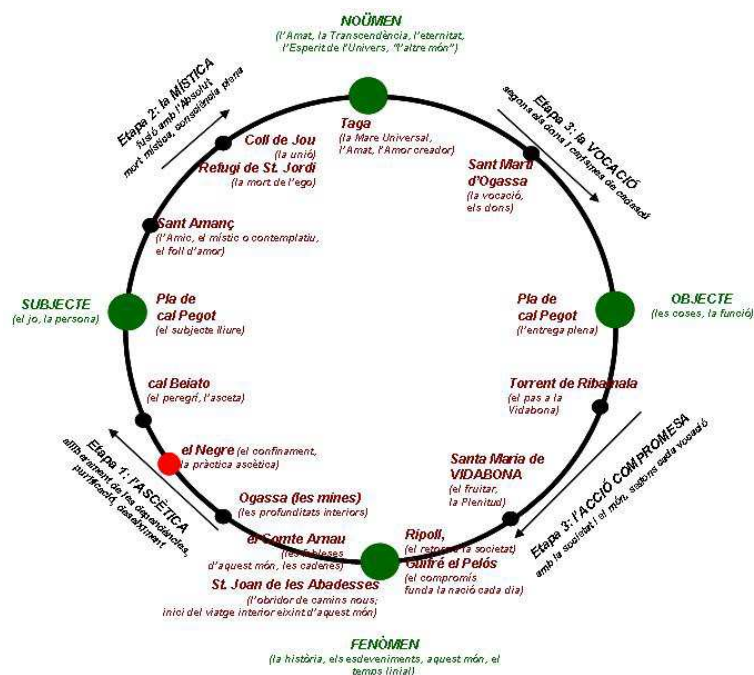 NOÜMEN
(l'Amat, la Transcendència, l'eternitat,
l'Esperit de l'Univers, "l'altre món")
Etapa 2: la MÍSTICA
fusió amb l'Absolut
mort mística, consciència plena
Etapa 3: la VOCACIÓ
segons els dons i carismes de cadascú
Taga
(la Mare Universal,
l'Amat, l'Amor creador)
Coll de Jou
(la unió)
Refugi de St. Jordi
(la mort de l'ego)
Sant Martí
d'Ogassa
(la vocació,
els dons)
Sant Amanç
(l'Amic, el místic o contemplatiu,
el foll d'amor)
SUBJECTE
(el jo, la persona)
Pla de
cal Pegot
(el subjecte lliure)
Pla de
cal Pegot
(l'entrega plena)
OBJECTE
(les coses, la funció)
cal Beiato
(el peregrí, l'asceta)
Torrent de Ribamala
(el pas a la
Vidabona)
el Negre (el confinament,
la pràctica ascètica)
Etapa 1: l'ASCÈTICA
alliberament de les dependències,
purificació, deseiximent
Santa Maria de
VIDABONA
(el fruitar,
la Plenitud)
Etapa 3: l'ACCIÓ COMPROMESA
amb la societat i el món, segons cada vocació
Ogassa (les mines)
(les profunditats interiors)
el Comte Arnau
(les febleses
d'aquest món, les cadenes)
Ripoll,
(el retorn a la societat)
Guifré el Pelós
(el compromís
funda la nació cada dia)
St. Joan de les Abadesses
(l'obridor de camins nous;
inici del viatge interior eixint d'aquest món)
FENÒMEN
(la història, els esdeveniments, aquest món, el
temps linial)